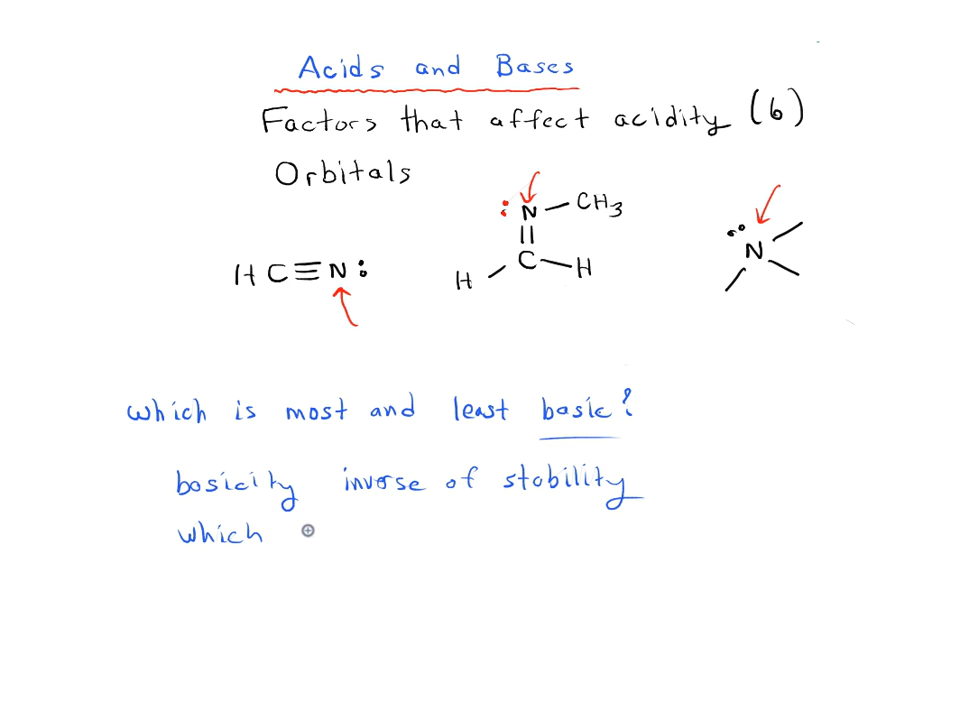 Acids and Bases
Factors that affect acidity (6)
Orbitals
: N — CH3
N
H C≡N:
H C H
which is most and least basic?
basicity inverse of stability
which